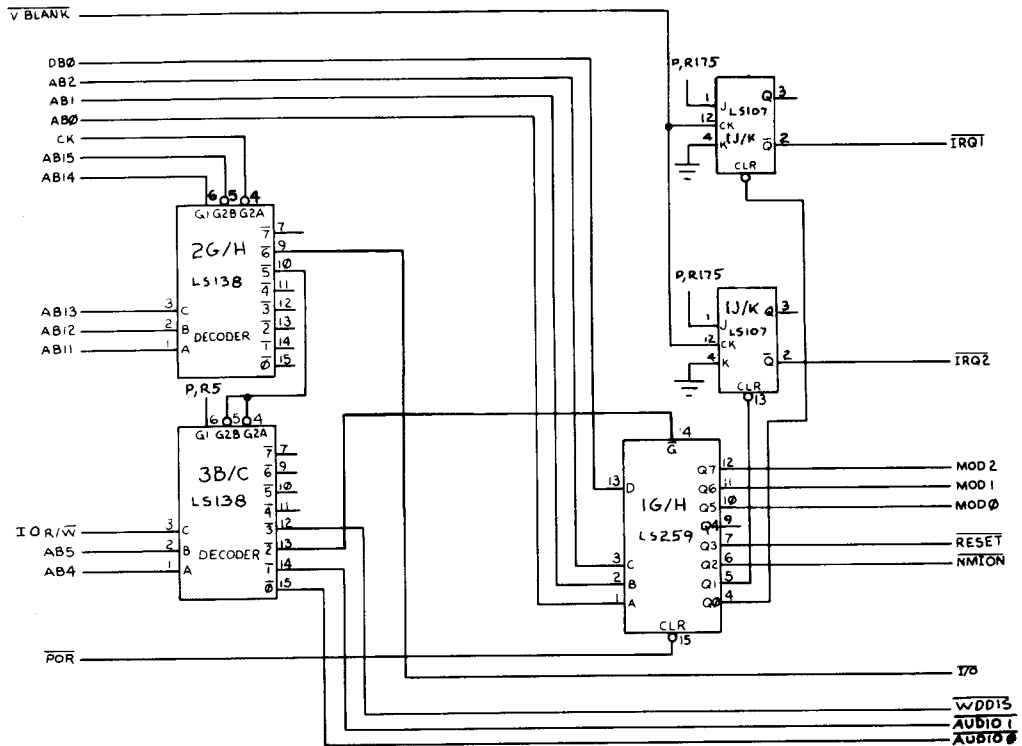 V BLANK
DBØ
AB2
AB1
ABØ
CK
AB15
AB14
6 5 4
G1 G2B G2A
2G/H
LS138
DECODER
AB13 3 C
AB12 2 B
AB11 1 A
7 7
6 9
5 10
4 11
3 12
2 13
1 14
Ø 15
P,R5
6 5 4
G1 G2B G2A
3B/C
LS138
DECODER
IO R/W 3 C
AB5 2 B
AB4 1 A
7 7
6 9
5 10
4 11
3 12
2 13
1 14
Ø 15
POR
P,R175
1 J
LS107
12 CK
1J/K
4 K
Q 3
Q 2
CLR
IRQ1
P,R175
1J/K
1 J
LS107
12 CK
4 K
Q 3
Q 2
CLR
13
IRQ2
14
G
13 D
1G/H
LS259
3 C
2 B
1 A
CLR
15
Q7 12 MOD2
Q6 11 MOD1
Q5 10 MODØ
Q4 9
Q3 7 RESET
Q2 6 NMION
Q1 5
QØ 4
I/O
WDDIS
AUDIO 1
AUDIO Ø